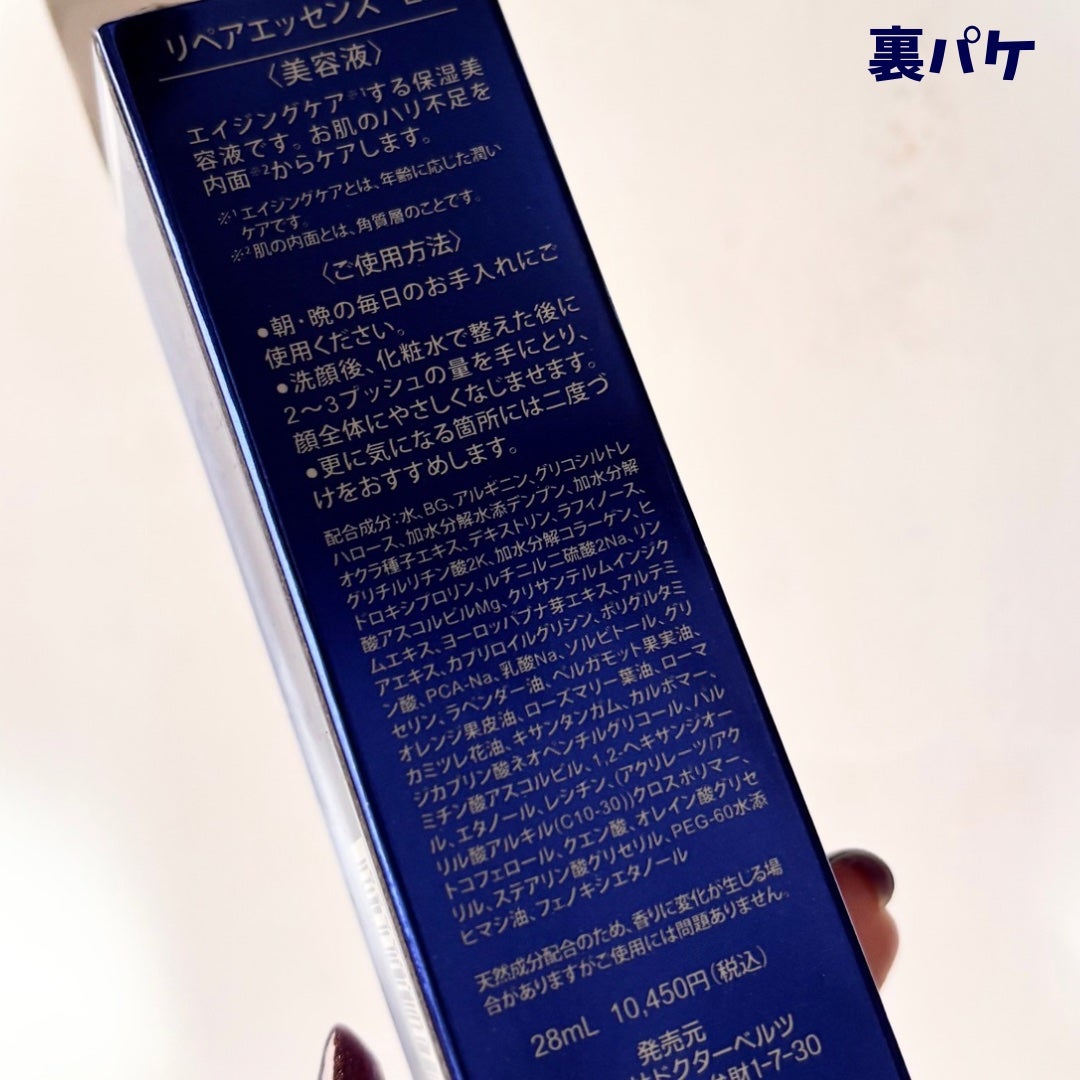 裏パケ
リペアエッセンス
〈美容液〉
エイジングケア※1する保湿美
容液です。お肌のハリ不足を
内面※2からケアします。
※1エイジングケアとは、年齢に応じた潤い
ケアです。
※2肌の内面とは、角質層のことです。
〈ご使用方法〉
●朝・晩の毎日のお手入れにご
使用ください。
●洗顔後、化粧水で整えた後に
2〜3プッシュの量を手にとり、
顔全体にやさしくなじませます。
●更に気になる箇所には二度づ
けをおすすめします。
配合成分:水、BG、アルギニン、グリコシルトレ
ハロース、加水分解水添デンプン、加水分解
オクラ種子エキス、デキストリン、ラフィノース、
グリチルリチン酸2K、加水分解コラーゲン、ヒ
ドロキシプロリン、ルチニル二硫酸2Na、リン
酸アスコルビルMg、クリサンテルムインジク
ムエキス、ヨーロッパブナ芽エキス、アルテミ
アエキス、カプリロイルグリシン、ポリグルタミ
ン酸、PCA-Na、乳酸Na、ソルビトール、グリ
セリン、ラベンダー油、ベルガモット果実油、
オレンジ果皮油、ローズマリー葉油、ローマ
カミツレ花油、キサンタンガム、カルボマー、
ジカプリン酸ネオペンチルグリコール、パル
ミチン酸アスコルビル、1,2-ヘキサンジオー
ル、エタノール、レシチン、(アクリレーツ/アク
リル酸アルキル(C10-30))クロスポリマー、
トコフェロール、クエン酸、オレイン酸グリセ
リル、ステアリン酸グリセリル、PEG-60水添
ヒマシ油、フェノキシエタノール
天然成分配合のため、香りに変化が生じる場
合がありますがご使用には問題ありません。
28mL 10,450円(税込)
発売元
ドクターベルツ
財1-7-30